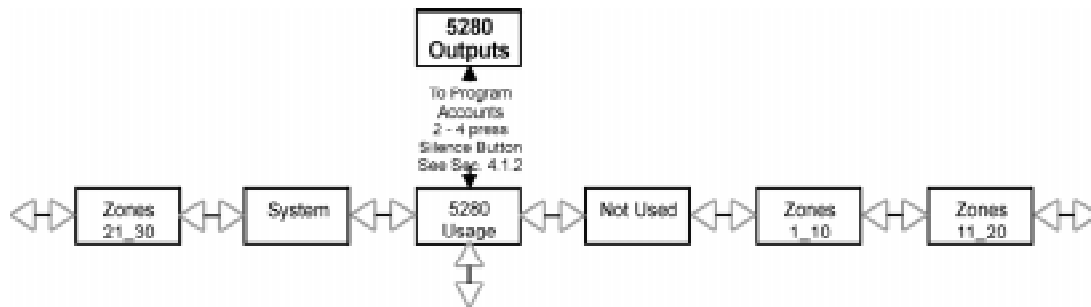 5280
Outputs
To Program
Accounts
2 - 4 press
Silence Button
See Sec. 4.1.2
Zones
21_30
System
5280
Usage
Not Used
Zones
1_10
Zones
11_20